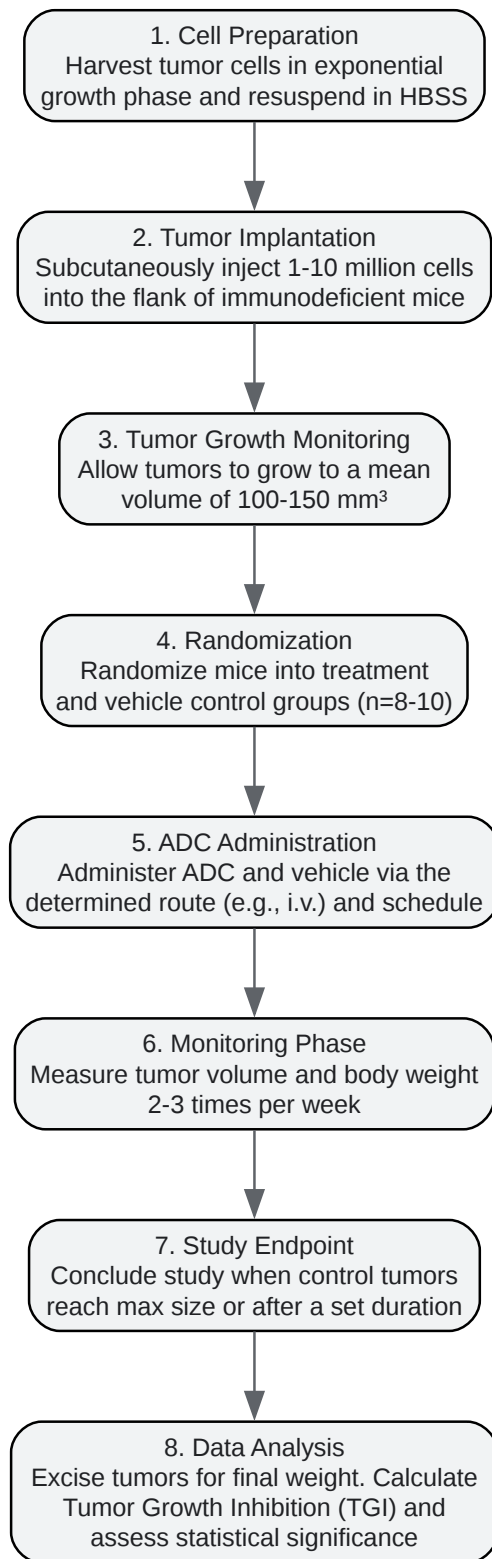 1. Cell Preparation
Harvest tumor cells in exponential
growth phase and resuspend in HBSS
2. Tumor Implantation
Subcutaneously inject 1-10 million cells
into the flank of immunodeficient mice
3. Tumor Growth Monitoring
Allow tumors to grow to a mean
volume of 100-150 mm³
4. Randomization
Randomize mice into treatment
and vehicle control groups (n=8-10)
5. ADC Administration
Administer ADC and vehicle via the
determined route (e.g., i.v.) and schedule
6. Monitoring Phase
Measure tumor volume and body weight
2-3 times per week
7. Study Endpoint
Conclude study when control tumors
reach max size or after a set duration
8. Data Analysis
Excise tumors for final weight. Calculate
Tumor Growth Inhibition (TGI) and
assess statistical significance